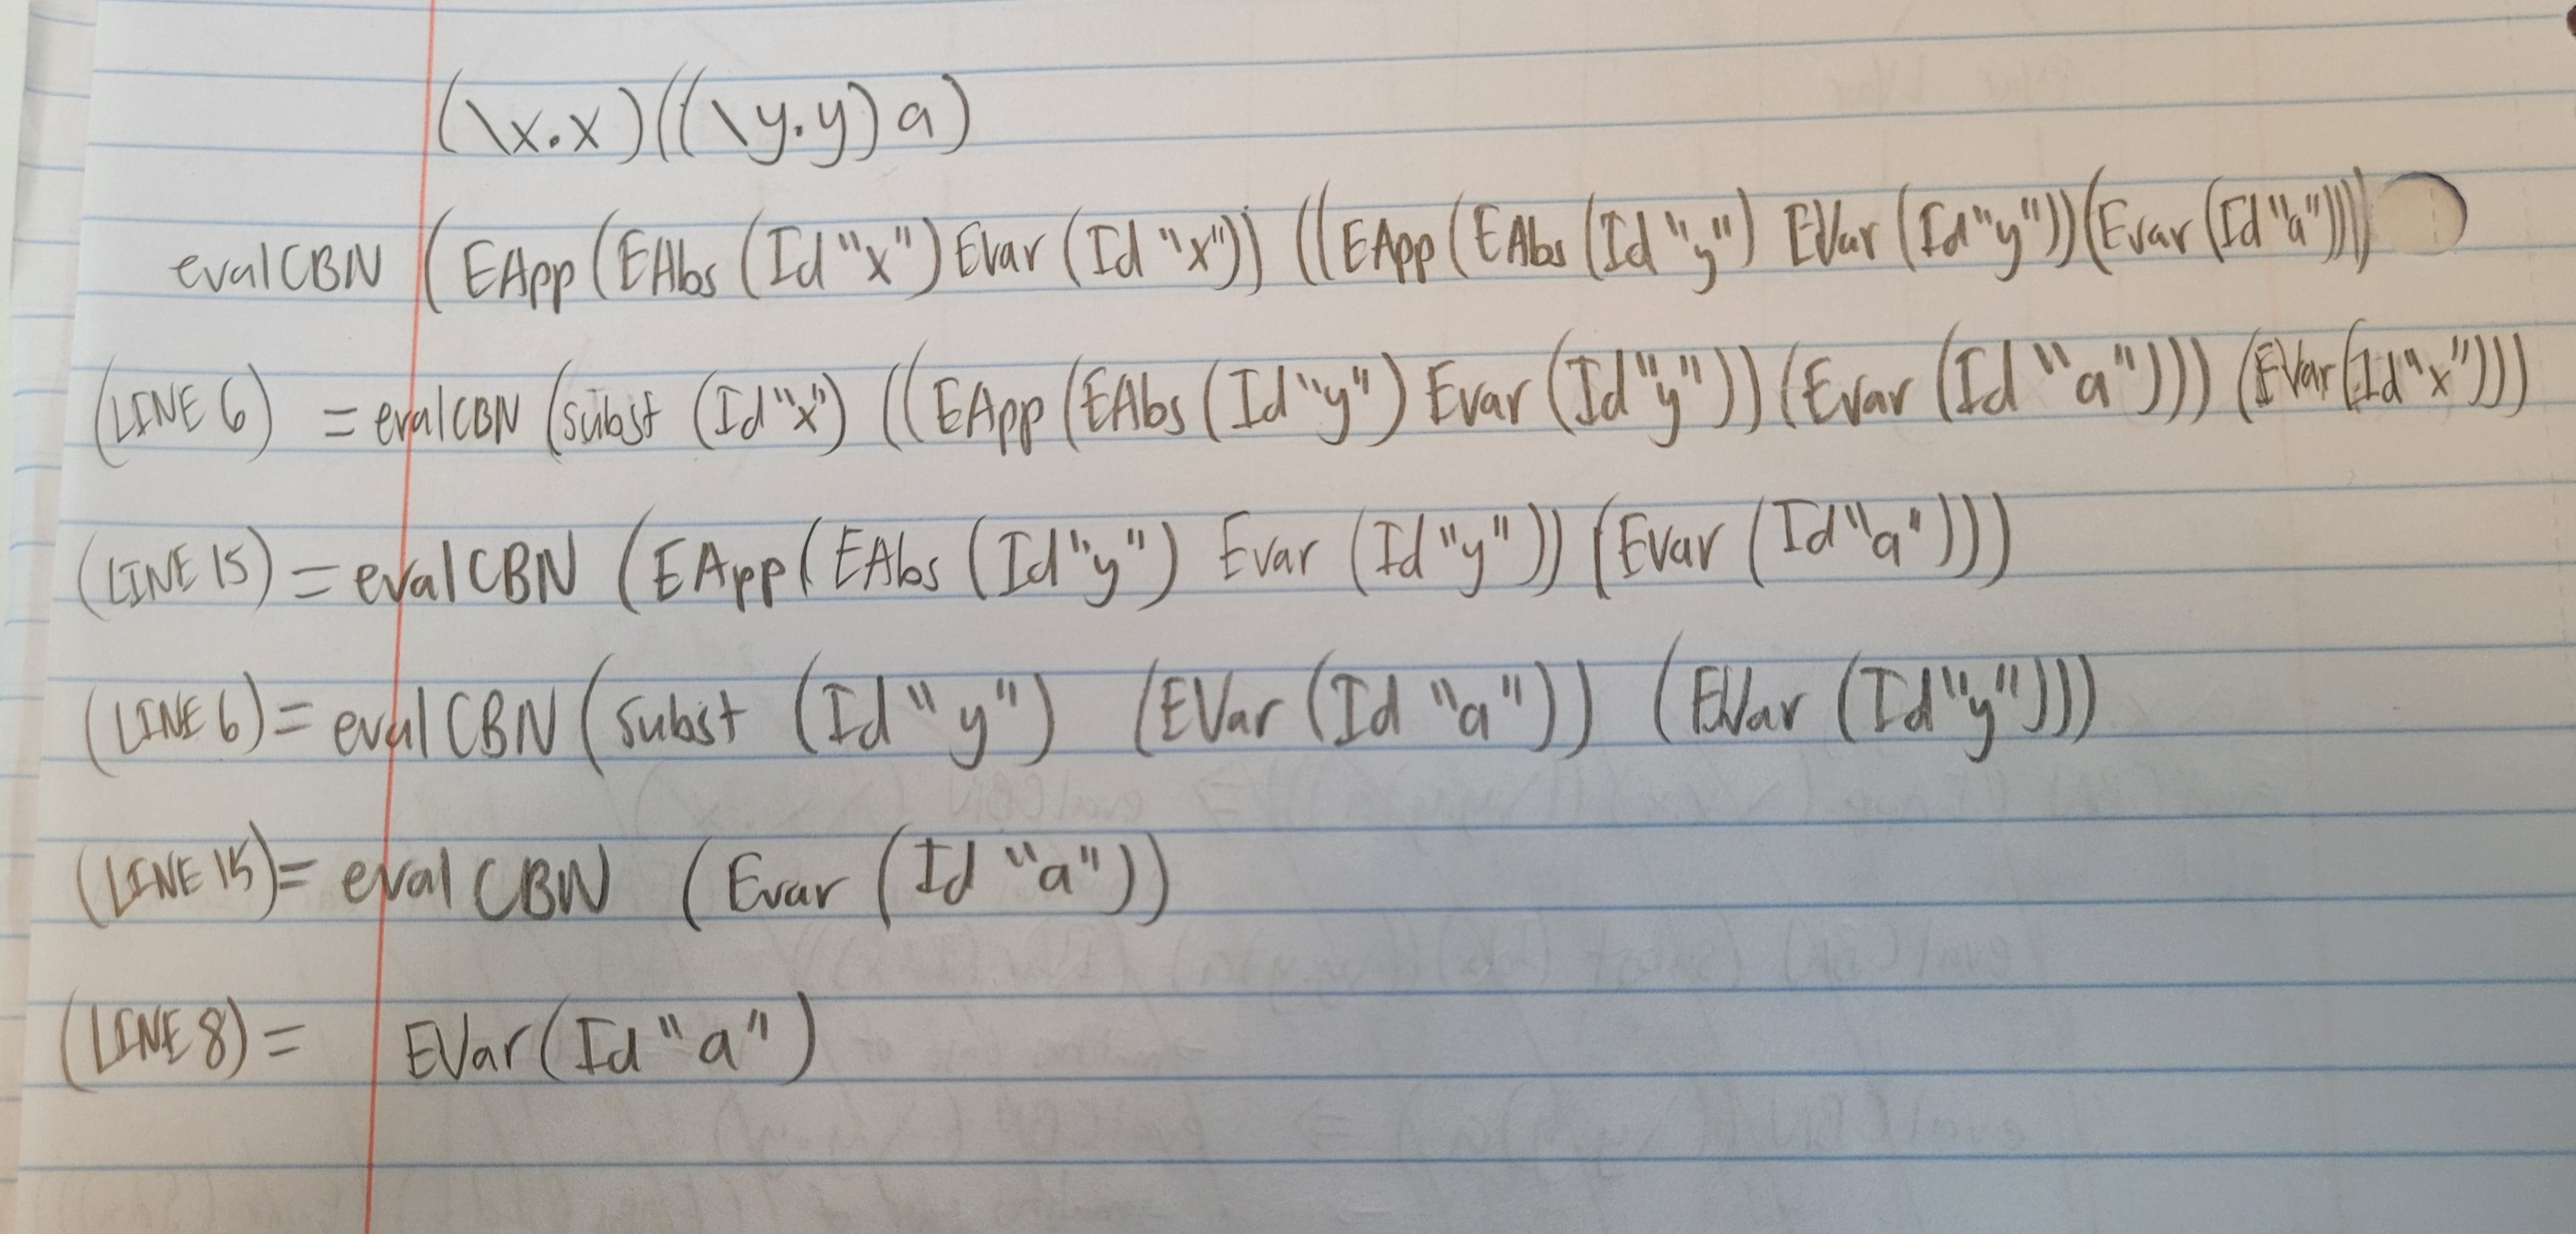 (\x.x)((\y.y) a)
evalCBN (EApp (EAbs (Id "x") Evar (Id "x")) ((EApp (EAbs (Id "y") EVar (Id "y")) (Evar (Id "a"))))
(LINE 6) = evalCBN (subst (Id "x") ((EApp (EAbs (Id "y") Evar (Id "y")) (Evar (Id "a"))) (EVar (Id "x")))
(LINE 15) = evalCBN (EApp (EAbs (Id "y") Evar (Id "y")) (Evar (Id "a")))
(LINE 6) = evalCBN (subst (Id "y") (EVar (Id "a")) (EVar (Id "y")))
(LINE 15) = evalCBN (Evar (Id "a"))
(LINE 8) = EVar (Id "a")